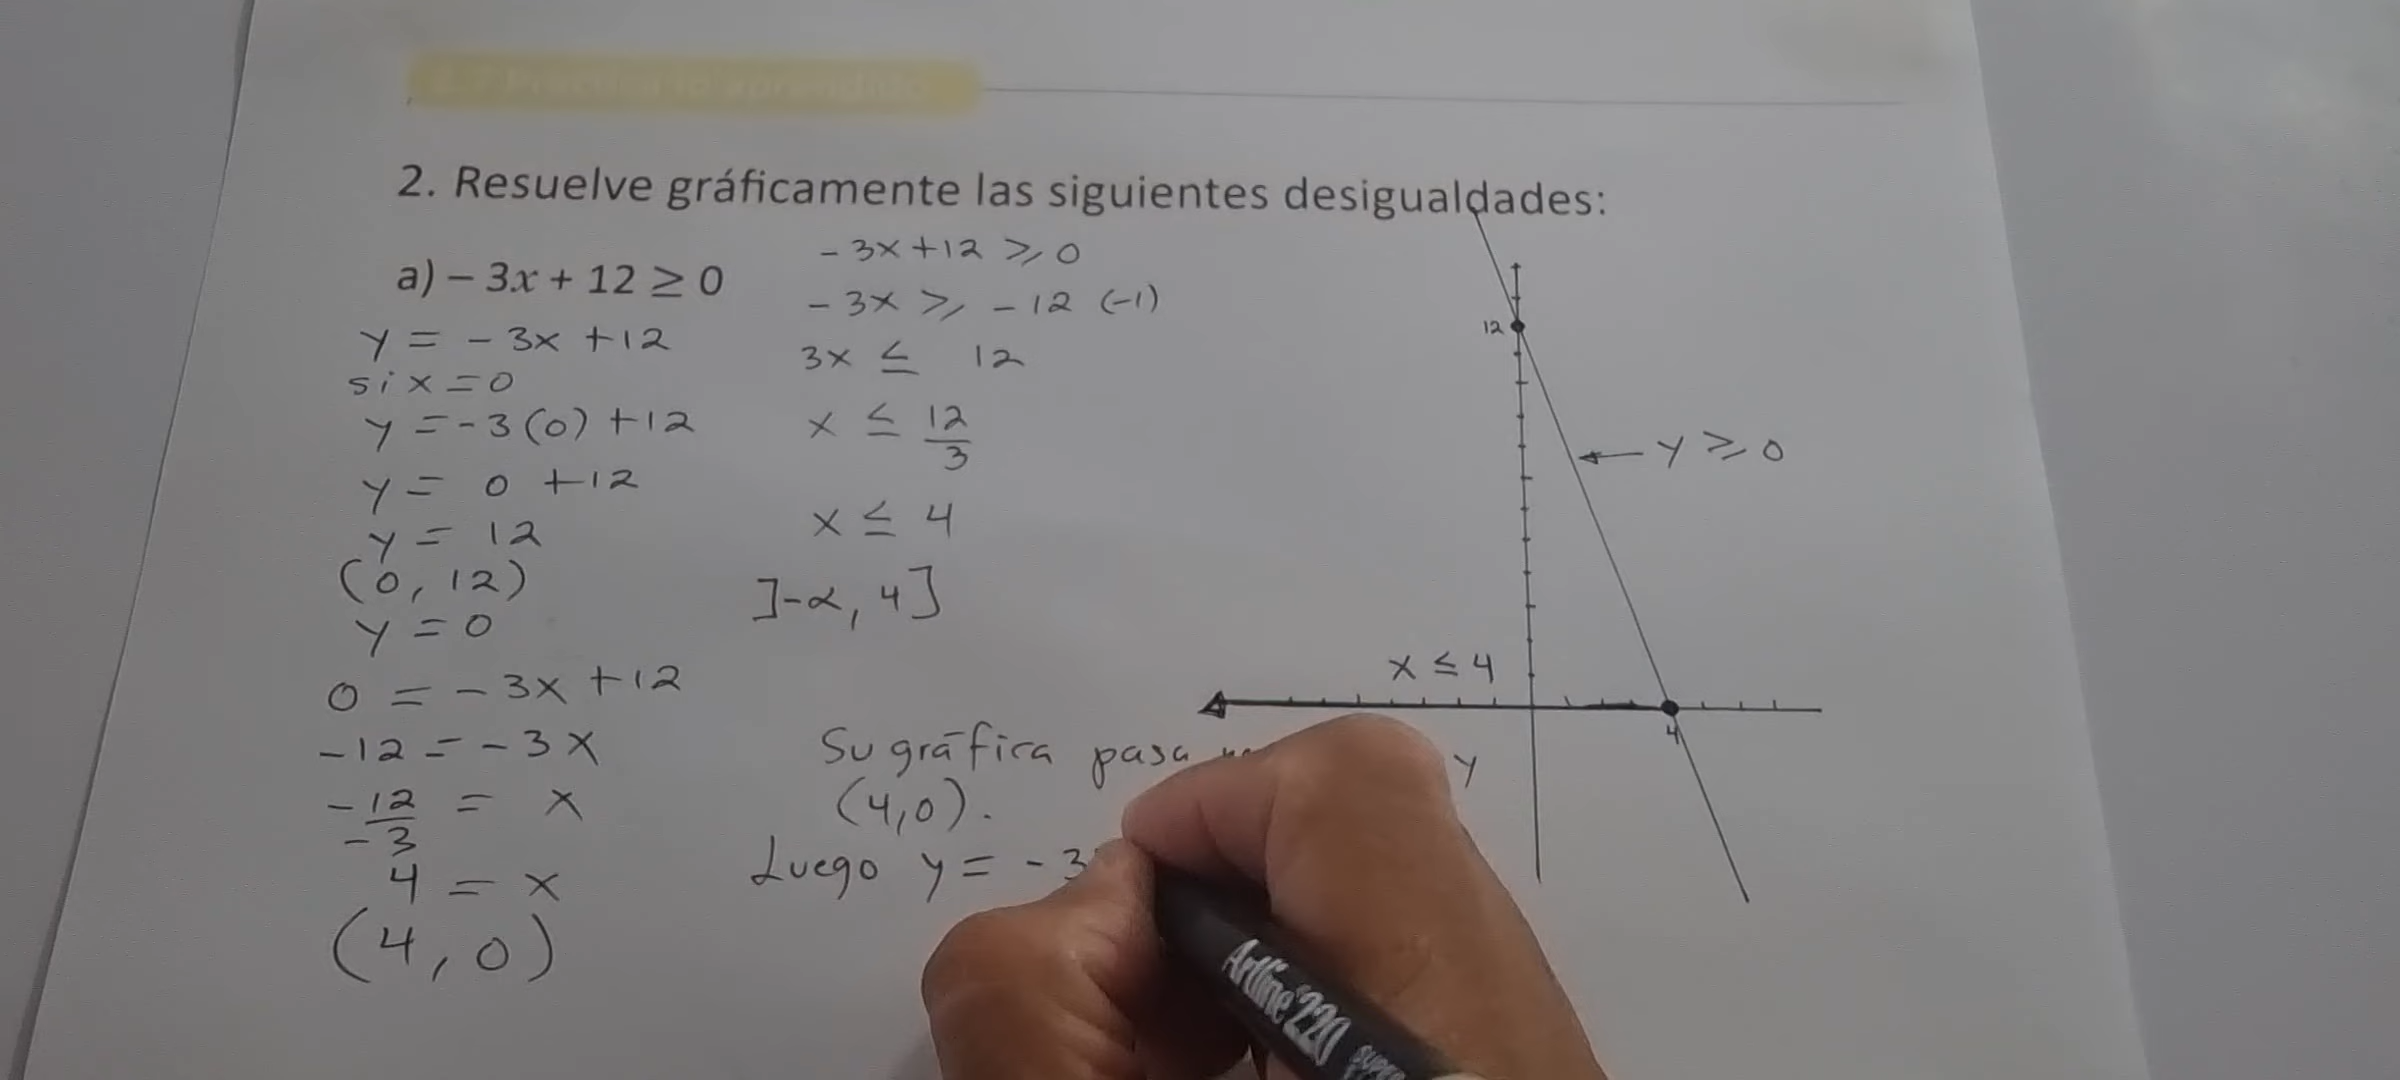 2. Resuelve gráficamente las siguientes desigualdades:
a) – 3x + 12 ≥ 0
y = - 3x + 12
si x = 0
y = -3 (0) + 12
y = 0 + 12
y = 12
(0, 12)
y = 0
0 = - 3x + 12
-12 = - 3x
-12/-3 = x
4 = x
(4, 0)
- 3x + 12 ≥ 0
- 3x ≥ - 12 (-1)
3x ≤ 12
x ≤ 12/3
x ≤ 4
]-∝, 4]
Su gráfica pasa y
(4,0).
Luego y = - 3
12
y ≥ 0
x ≤ 4
4
Artline 220